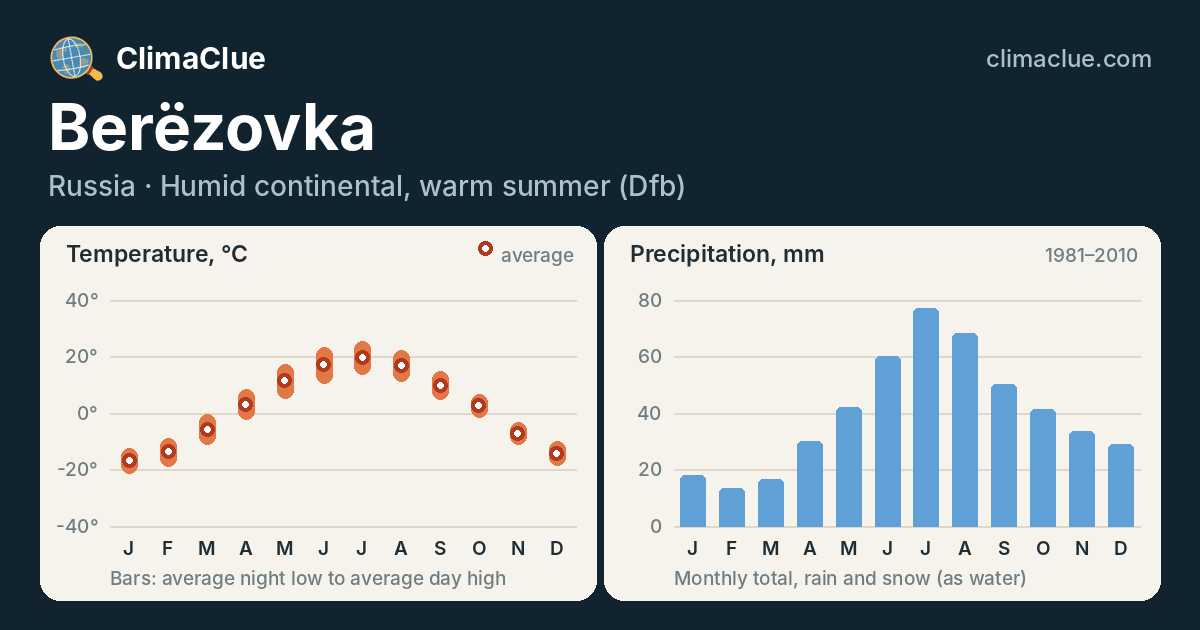 ClimaClue
climaclue.com
Berëzovka
Russia · Humid continental, warm summer (Dfb)
Temperature, °C
average
40°
20°
0°
-20°
-40°
J F M A M J J A S O N D
Bars: average night low to average day high
Precipitation, mm
1981–2010
80
60
40
20
0
J F M A M J J A S O N D
Monthly total, rain and snow (as water)